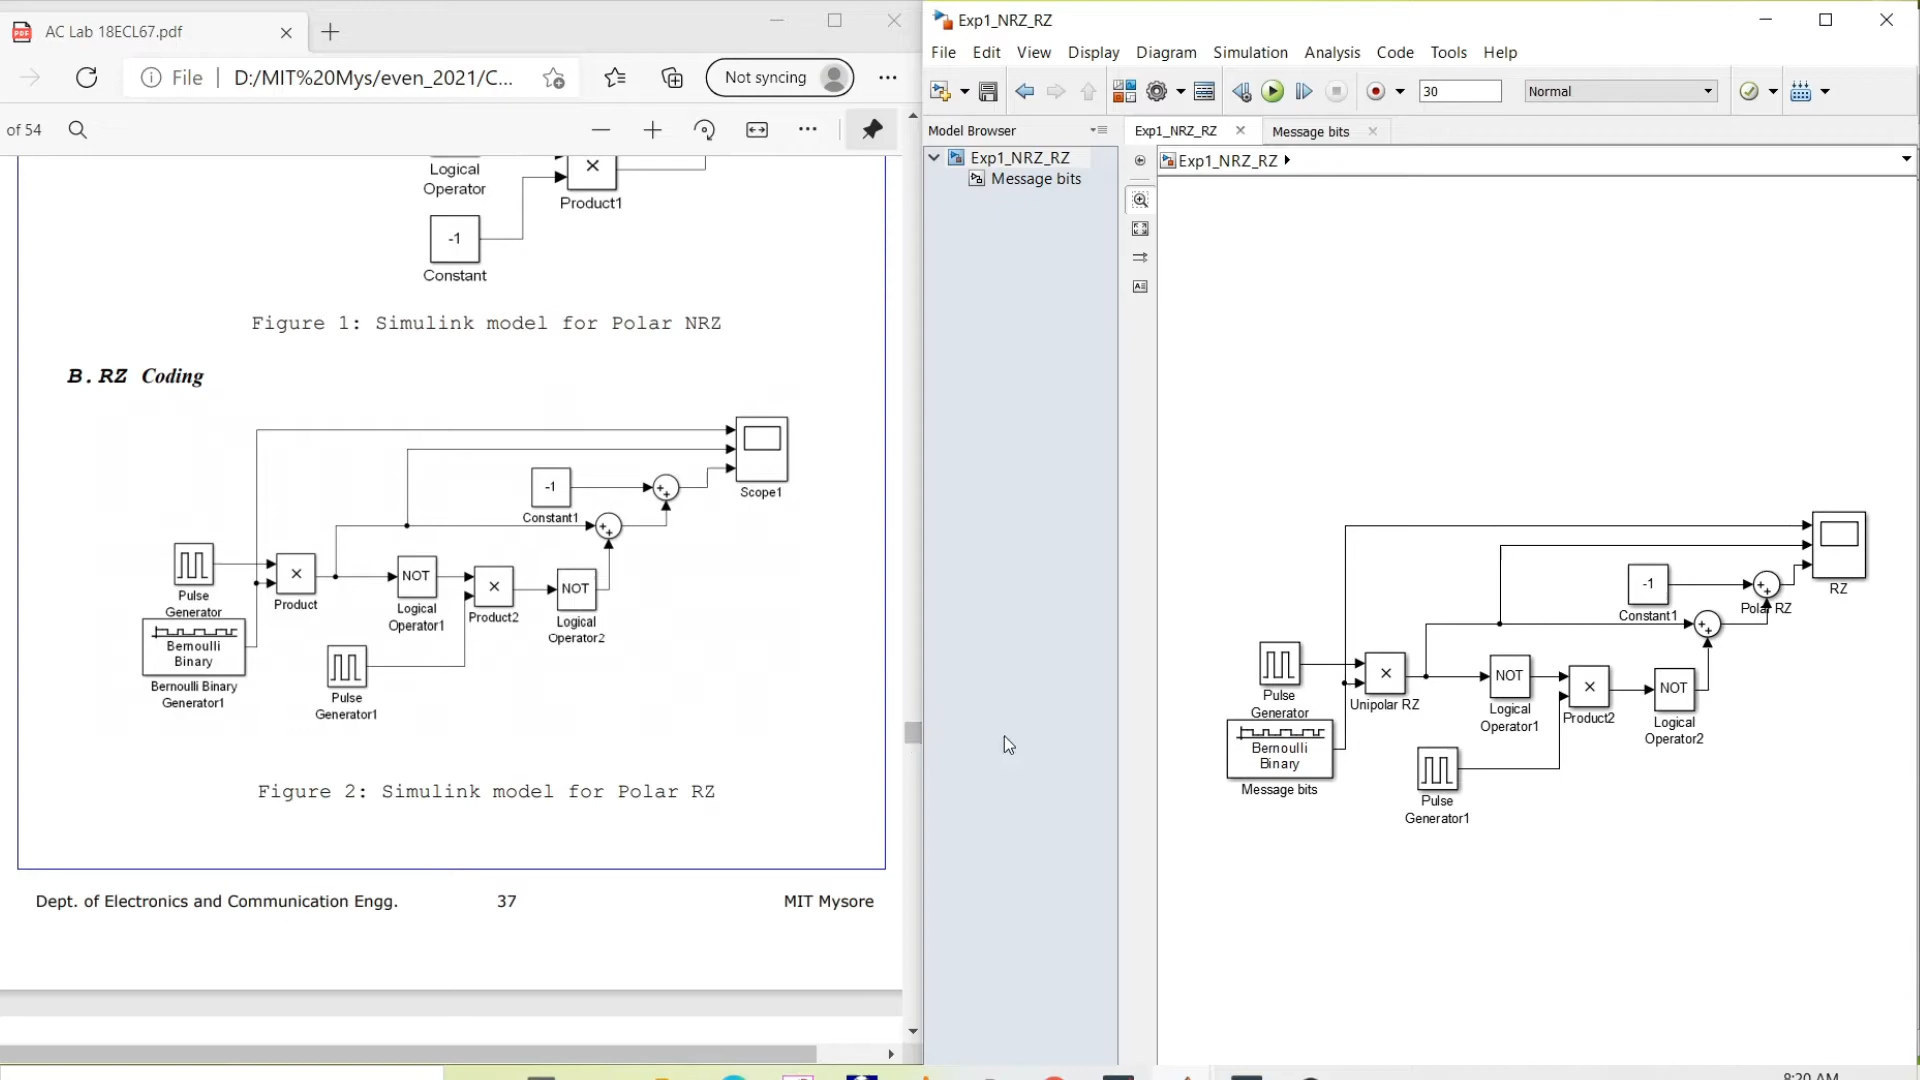 AC Lab 18ECL67.pdf
File
D:/MIT%20Mys/even_2021/C...
Not syncing
of 54
Logical
Operator
×
Product1
-1
Constant
Figure 1: Simulink model for Polar NRZ
B.RZ Coding
Scope1
-1
Constant1
Pulse
Generator
×
Product
NOT
Logical
Operator1
×
Product2
NOT
Logical
Operator2
Bernoulli
Binary
Bernoulli Binary
Generator1
Pulse
Generator1
Figure 2: Simulink model for Polar RZ
Dept. of Electronics and Communication Engg.
37
MIT Mysore
Exp1_NRZ_RZ
File Edit View Display Diagram Simulation Analysis Code Tools Help
30
Normal
Model Browser
Exp1_NRZ_RZ
Message bits
Exp1_NRZ_RZ
Message bits
Exp1_NRZ_RZ
RZ
-1
Constant1
Polar RZ
Pulse
Generator
×
Unipolar RZ
NOT
Logical
Operator1
×
Product2
NOT
Logical
Operator2
Bernoulli
Binary
Message bits
Pulse
Generator1
8:20 AM